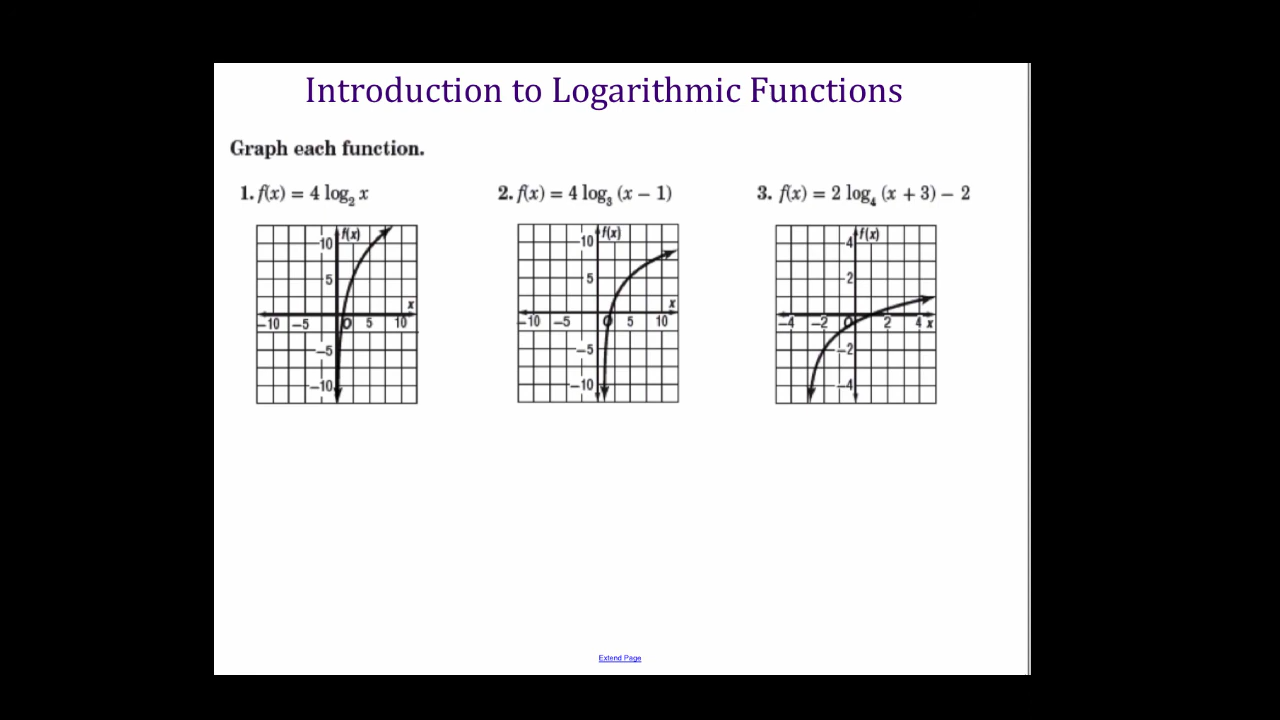 Introduction to Logarithmic Functions
Graph each function.
1. f(x) = 4 log₂ x
2. f(x) = 4 log₃ (x − 1)
3. f(x) = 2 log₄ (x + 3) − 2
10 f(x)
5
x
−10 −5 O 5 10
−5
−10
10 f(x)
5
x
−10 −5 O 5 10
−5
−10
4 f(x)
2
−4 −2 O 2 4 x
−2
−4
Extend Page